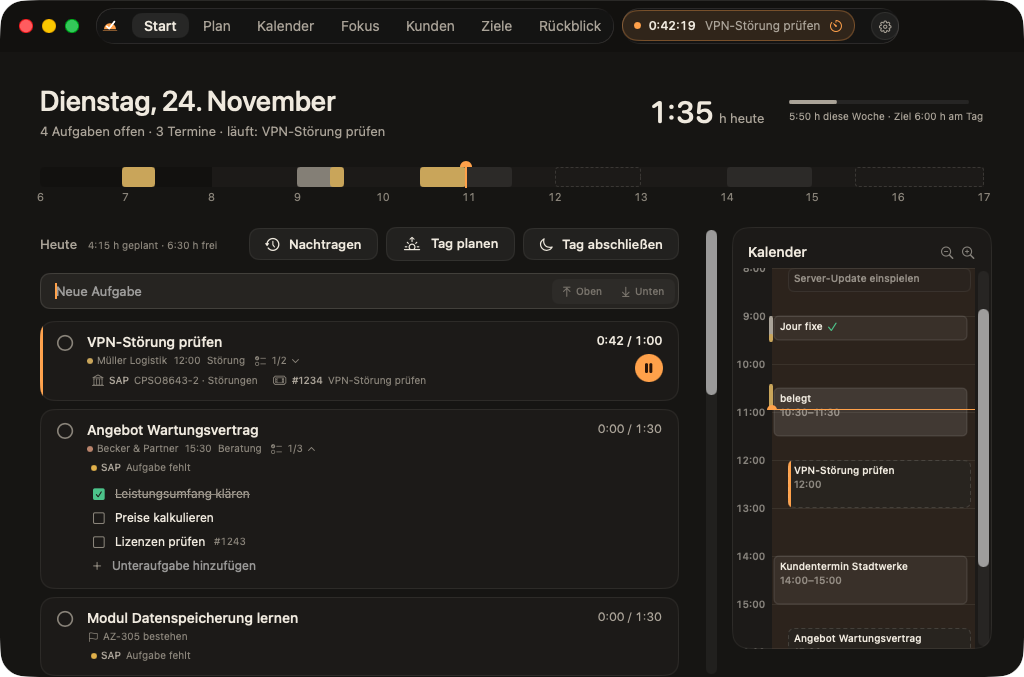 Start Plan Kalender Fokus Kunden Ziele Rückblick 0:42:19 VPN-Störung prüfen
Dienstag, 24. November
4 Aufgaben offen · 3 Termine · läuft: VPN-Störung prüfen
1:35 h heute
5:50 h diese Woche · Ziel 6:00 h am Tag
6 7 8 9 10 11 12 13 14 15 16 17
Heute 4:15 h geplant · 6:30 h frei
Nachtragen
Tag planen
Tag abschließen
Neue Aufgabe
Oben
Unten
VPN-Störung prüfen
0:42 / 1:00
Müller Logistik 12:00 Störung 1/2
SAP CPSO8643-2 · Störungen #1234 VPN-Störung prüfen
Angebot Wartungsvertrag
0:00 / 1:30
Becker & Partner 15:30 Beratung 1/3
SAP Aufgabe fehlt
Leistungsumfang klären
Preise kalkulieren
Lizenzen prüfen #1243
+ Unteraufgabe hinzufügen
Modul Datenspeicherung lernen
0:00 / 1:30
AZ-305 bestehen
SAP Aufgabe fehlt
Kalender
8:00
Server-Update einspielen
9:00
Jour fixe ✓
10:00
belegt
11:00
10:30–11:30
12:00
VPN-Störung prüfen
12:00
13:00
14:00
Kundentermin Stadtwerke
14:00–15:00
15:00
Angebot Wartungsvertrag